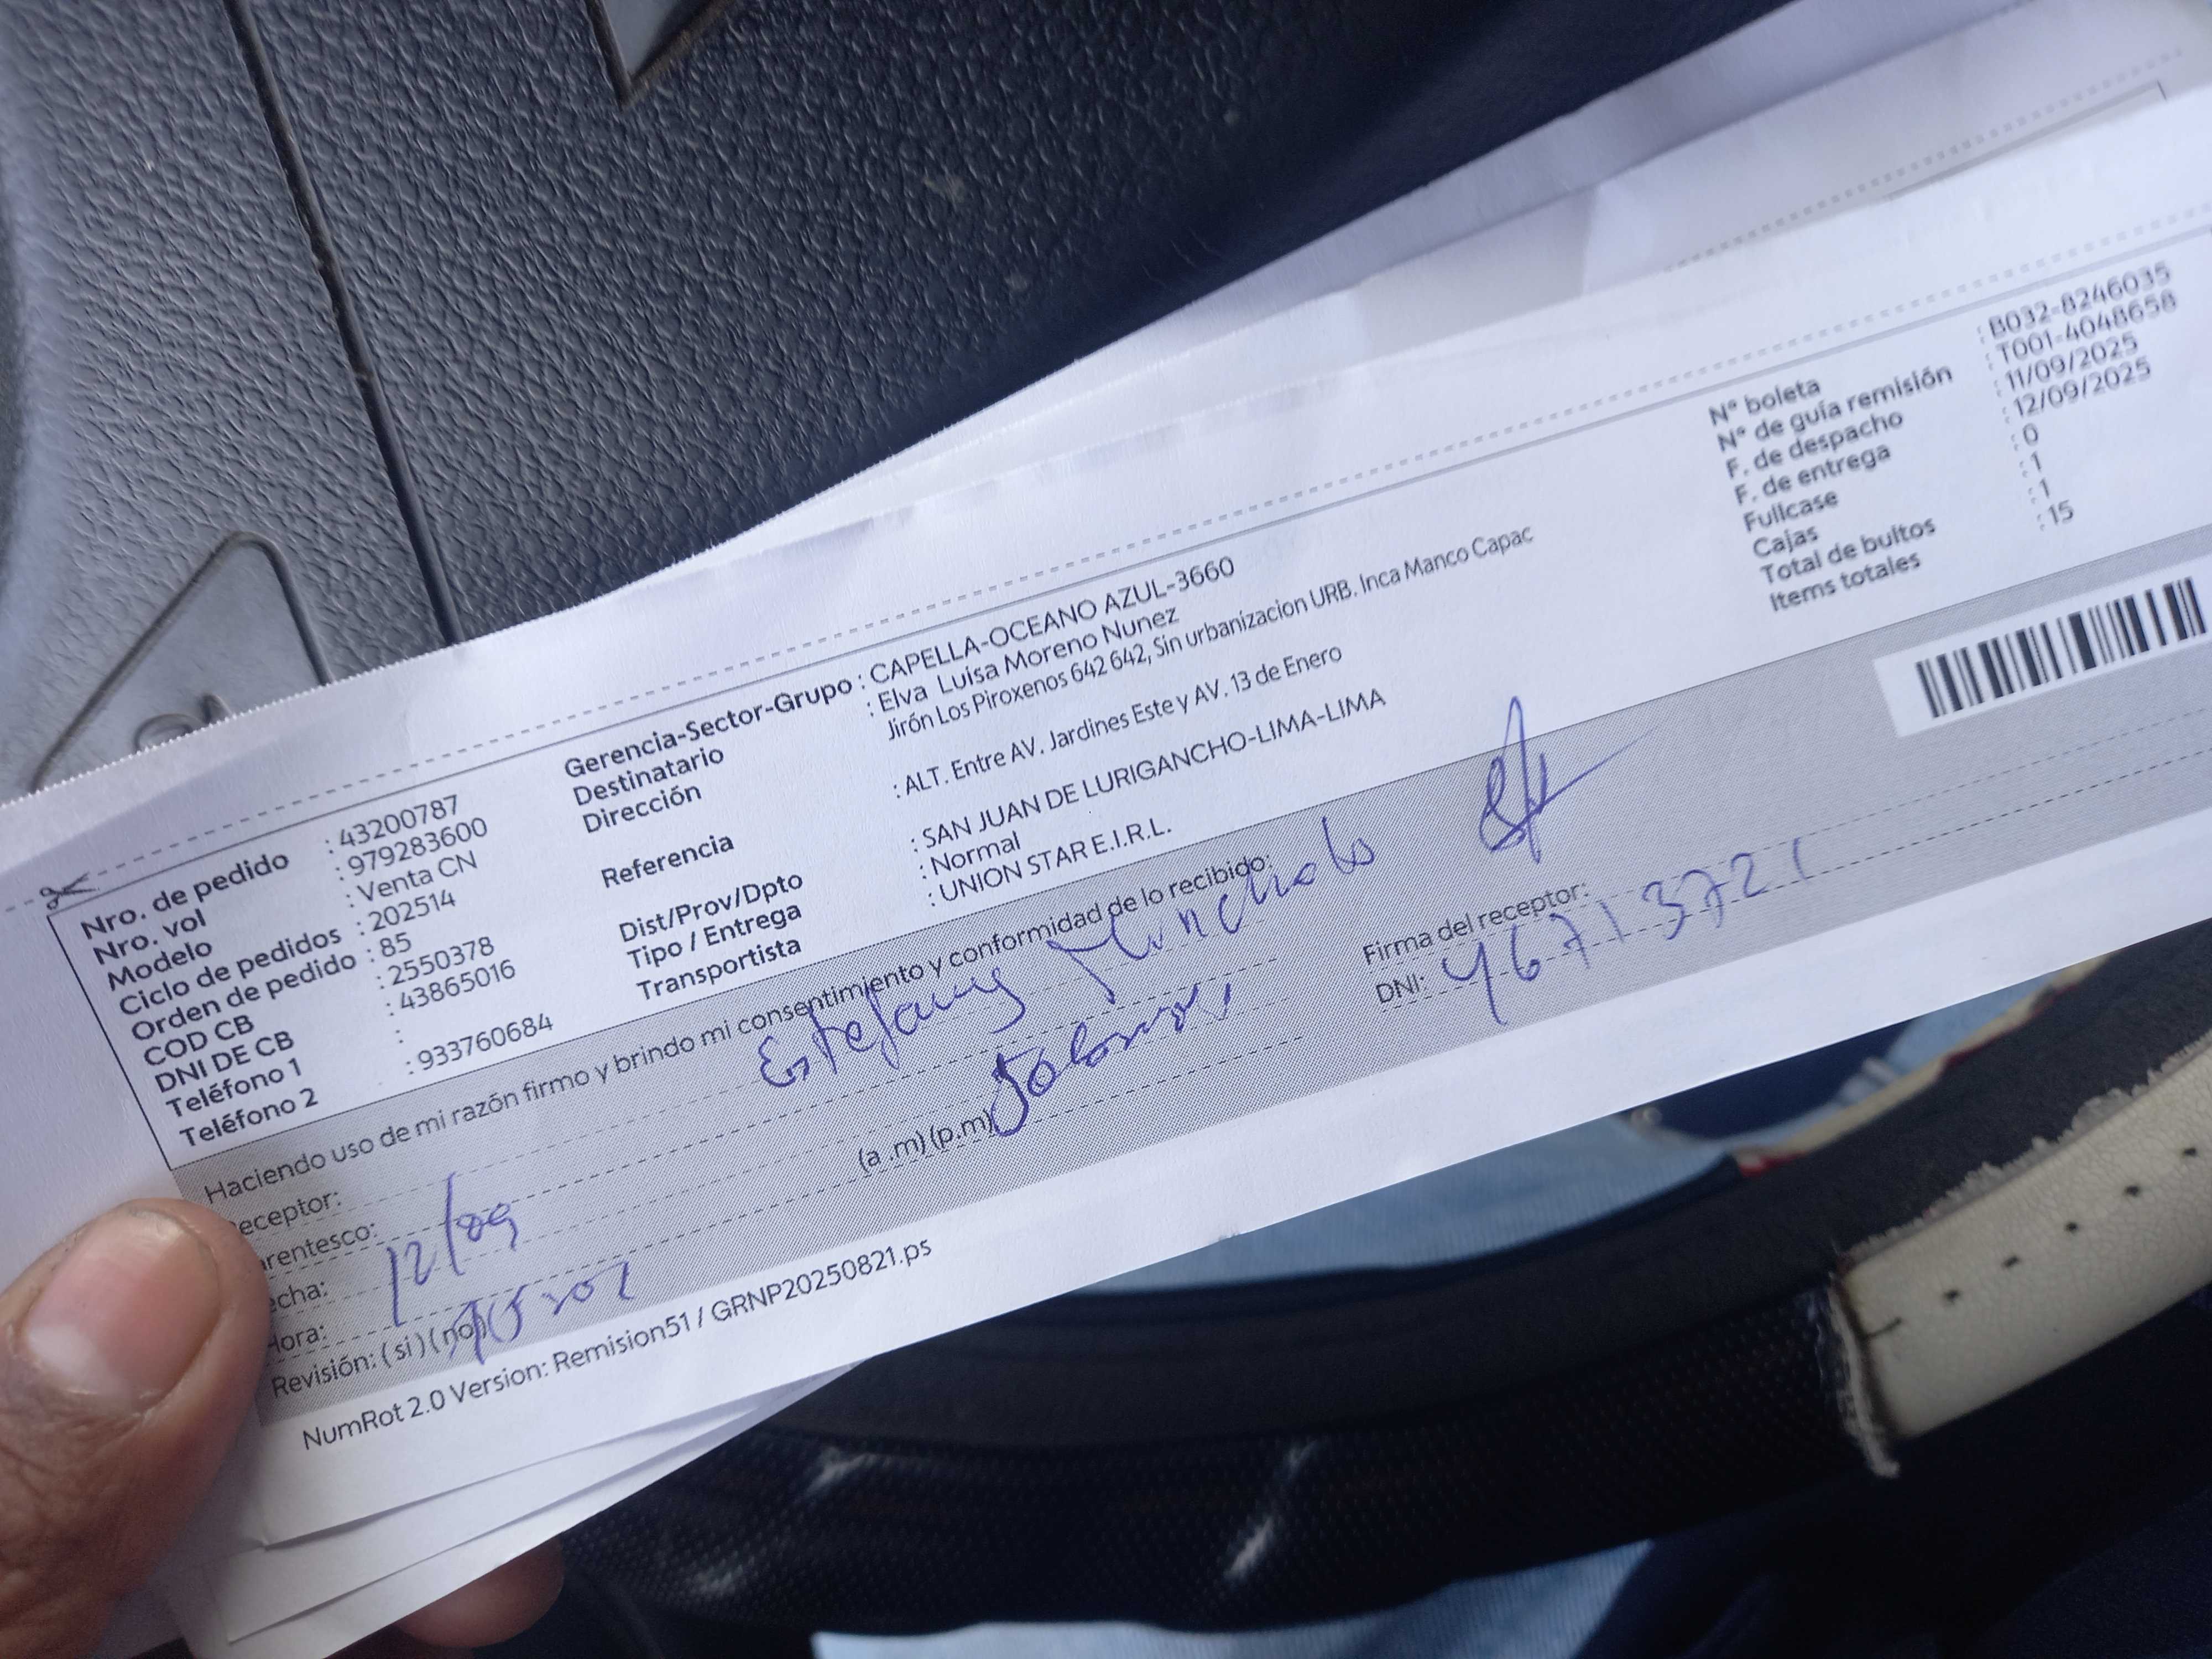 Nro. de pedido : 43200787
Nro. vol : 979283600
Modelo : Venta CN
Ciclo de pedidos : 202514
Orden de pedido : 85
COD CB : 2550378
DNI DE CB : 43865016
Teléfono 1 :
Teléfono 2 : 933760684
Gerencia-Sector-Grupo : CAPELLA-OCEANO AZUL-3660
Destinatario : Elva Luisa Moreno Nunez
Dirección Jirón Los Piroxenos 642 642, Sin urbanizacion URB. Inca Manco Capac
Referencia : ALT. Entre AV. Jardines Este y AV. 13 de Enero
Dist/Prov/Dpto : SAN JUAN DE LURIGANCHO-LIMA-LIMA
Tipo / Entrega : Normal
Transportista : UNION STAR E.I.R.L.
N° boleta : B032-8246035
N° de guía remisión : T001-4048658
F. de despacho : 11/09/2025
F. de entrega : 12/09/2025
Fullcase : 0
Cajas : 1
Total de bultos : 1
Items totales : 15
Haciendo uso de mi razón firmo y brindo mi consentimiento y conformidad de lo recibido:
eceptor: Estefany
rentesco:
echa: 12/09
Hora: (a.m) (p.m)
Revisión: (si) (no)
Firma del receptor:
DNI: 46713721
NumRot 2.0 Version: Remision51 / GRNP20250821.ps